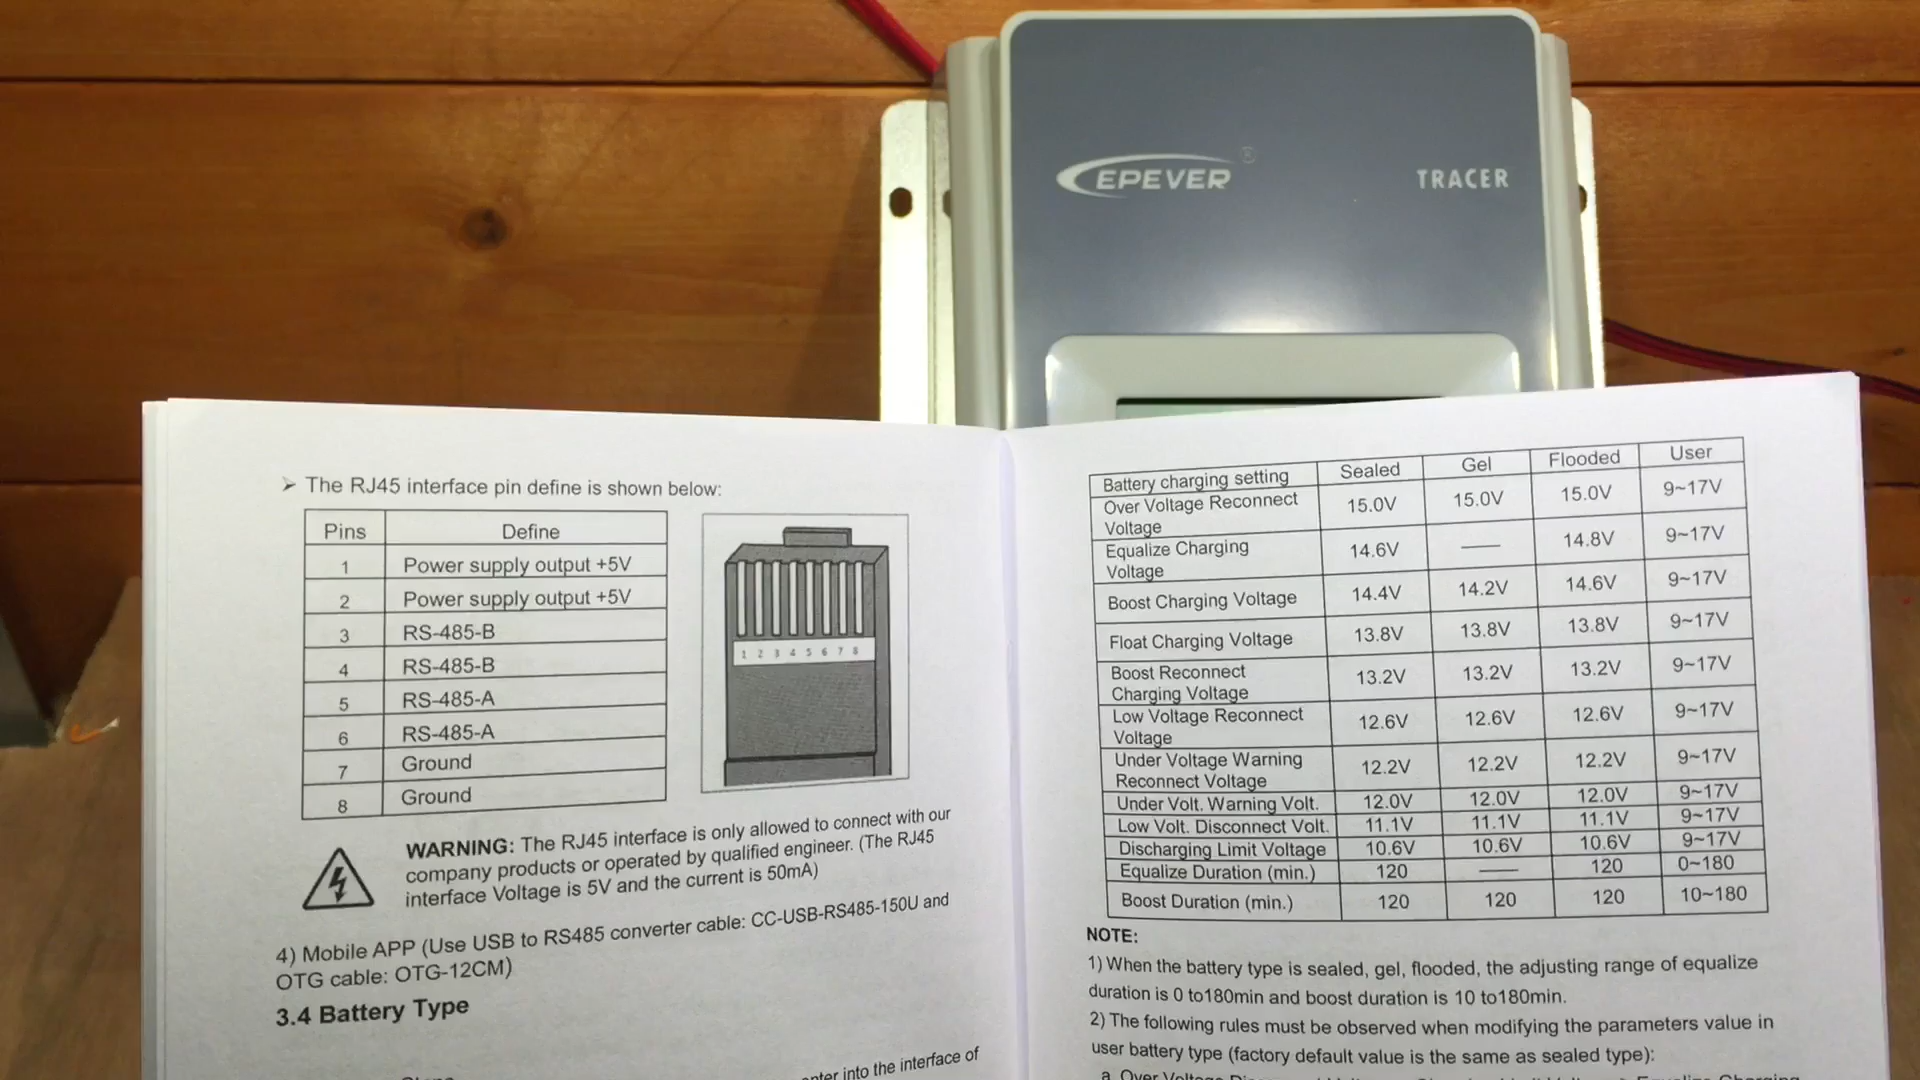 EPEVER ®
TRACER
➢ The RJ45 interface pin define is shown below:
Pins Define
1 Power supply output +5V
2 Power supply output +5V
3 RS-485-B
4 RS-485-B
5 RS-485-A
6 RS-485-A
7 Ground
8 Ground
1 2 3 4 5 6 7 8
WARNING: The RJ45 interface is only allowed to connect with our
company products or operated by qualified engineer. (The RJ45
interface Voltage is 5V and the current is 50mA)
4) Mobile APP (Use USB to RS485 converter cable: CC-USB-RS485-150U and
OTG cable: OTG-12CM)
3.4 Battery Type
into the interface of
Battery charging setting Sealed Gel Flooded User
Over Voltage Reconnect
Voltage 15.0V 15.0V 15.0V 9~17V
Equalize Charging
Voltage 14.6V —— 14.8V 9~17V
Boost Charging Voltage 14.4V 14.2V 14.6V 9~17V
Float Charging Voltage 13.8V 13.8V 13.8V 9~17V
Boost Reconnect
Charging Voltage 13.2V 13.2V 13.2V 9~17V
Low Voltage Reconnect
Voltage 12.6V 12.6V 12.6V 9~17V
Under Voltage Warning
Reconnect Voltage 12.2V 12.2V 12.2V 9~17V
Under Volt. Warning Volt. 12.0V 12.0V 12.0V 9~17V
Low Volt. Disconnect Volt. 11.1V 11.1V 11.1V 9~17V
Discharging Limit Voltage 10.6V 10.6V 10.6V 9~17V
Equalize Duration (min.) 120 —— 120 0~180
Boost Duration (min.) 120 120 120 10~180
NOTE:
1) When the battery type is sealed, gel, flooded, the adjusting range of equalize
duration is 0 to180min and boost duration is 10 to180min.
2) The following rules must be observed when modifying the parameters value in
user battery type (factory default value is the same as sealed type):
a. Over Voltage